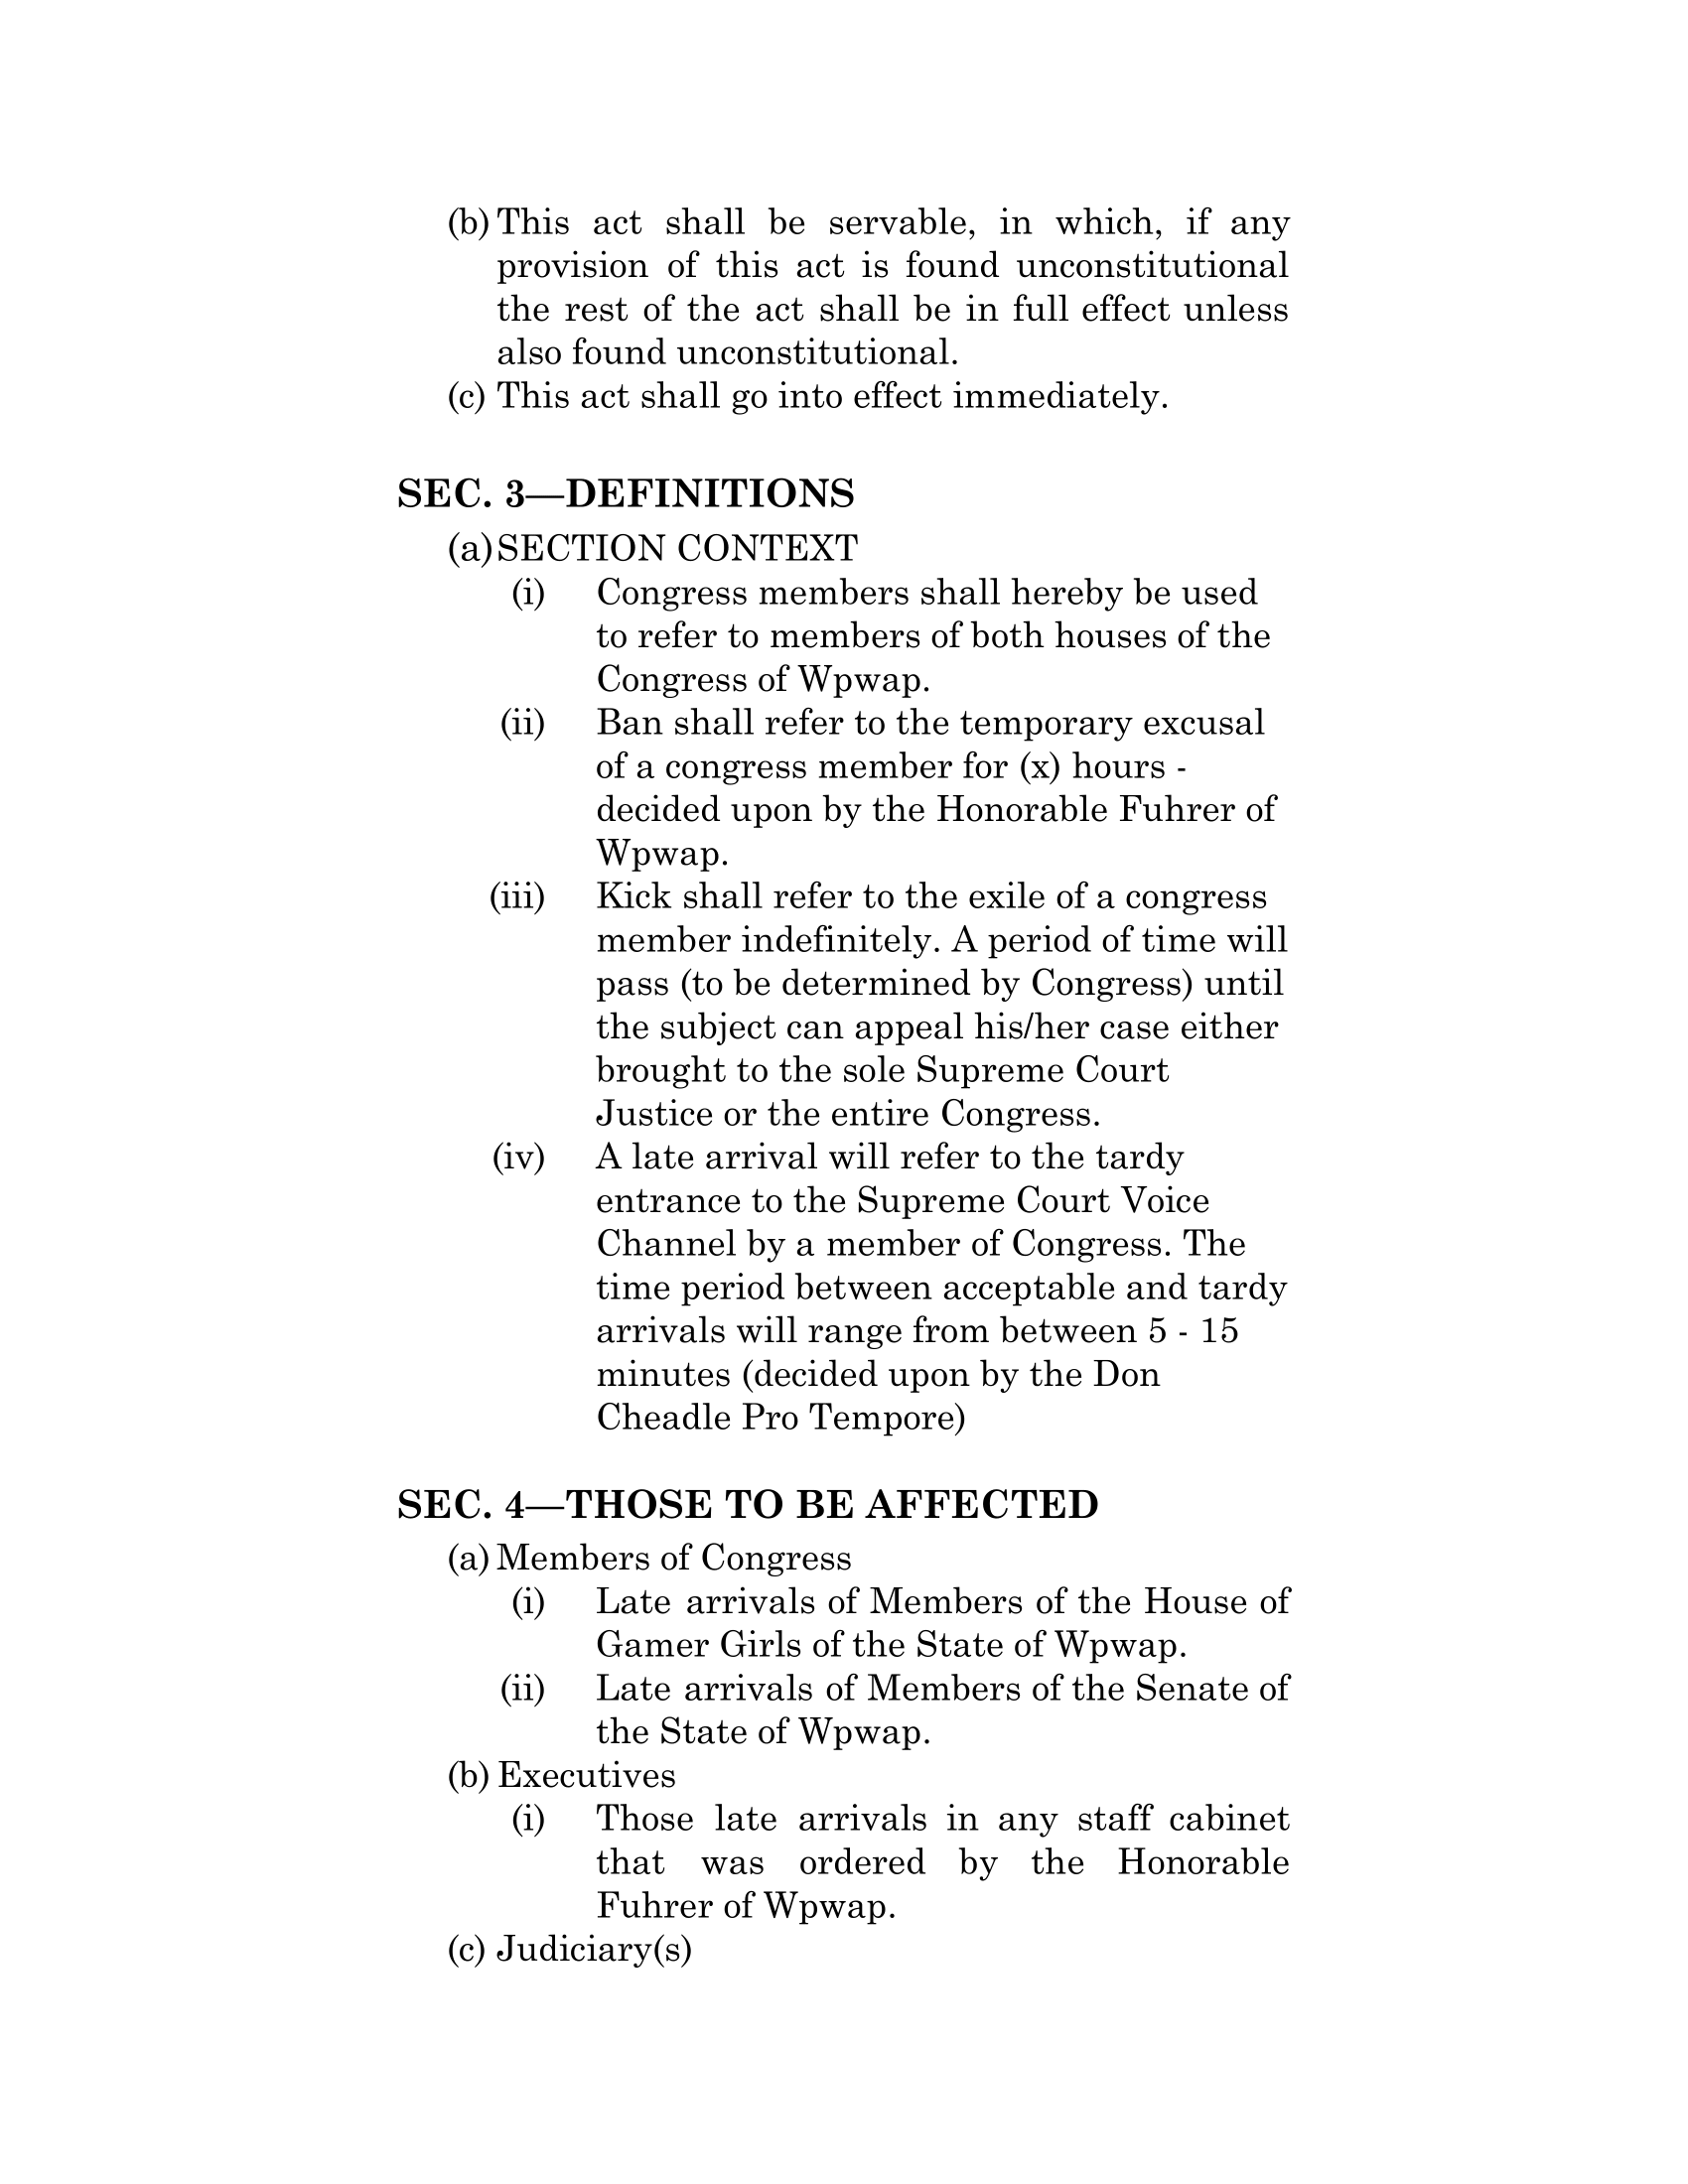 (b) This act shall be servable, in which, if any
provision of this act is found unconstitutional
the rest of the act shall be in full effect unless
also found unconstitutional.
(c) This act shall go into effect immediately.
SEC. 3—DEFINITIONS
(a) SECTION CONTEXT
(i) Congress members shall hereby be used
to refer to members of both houses of the
Congress of Wpwap.
(ii) Ban shall refer to the temporary excusal
of a congress member for (x) hours -
decided upon by the Honorable Fuhrer of
Wpwap.
(iii) Kick shall refer to the exile of a congress
member indefinitely. A period of time will
pass (to be determined by Congress) until
the subject can appeal his/her case either
brought to the sole Supreme Court
Justice or the entire Congress.
(iv) A late arrival will refer to the tardy
entrance to the Supreme Court Voice
Channel by a member of Congress. The
time period between acceptable and tardy
arrivals will range from between 5 - 15
minutes (decided upon by the Don
Cheadle Pro Tempore)
SEC. 4—THOSE TO BE AFFECTED
(a) Members of Congress
(i) Late arrivals of Members of the House of
Gamer Girls of the State of Wpwap.
(ii) Late arrivals of Members of the Senate of
the State of Wpwap.
(b) Executives
(i) Those late arrivals in any staff cabinet
that was ordered by the Honorable
Fuhrer of Wpwap.
(c) Judiciary(s)